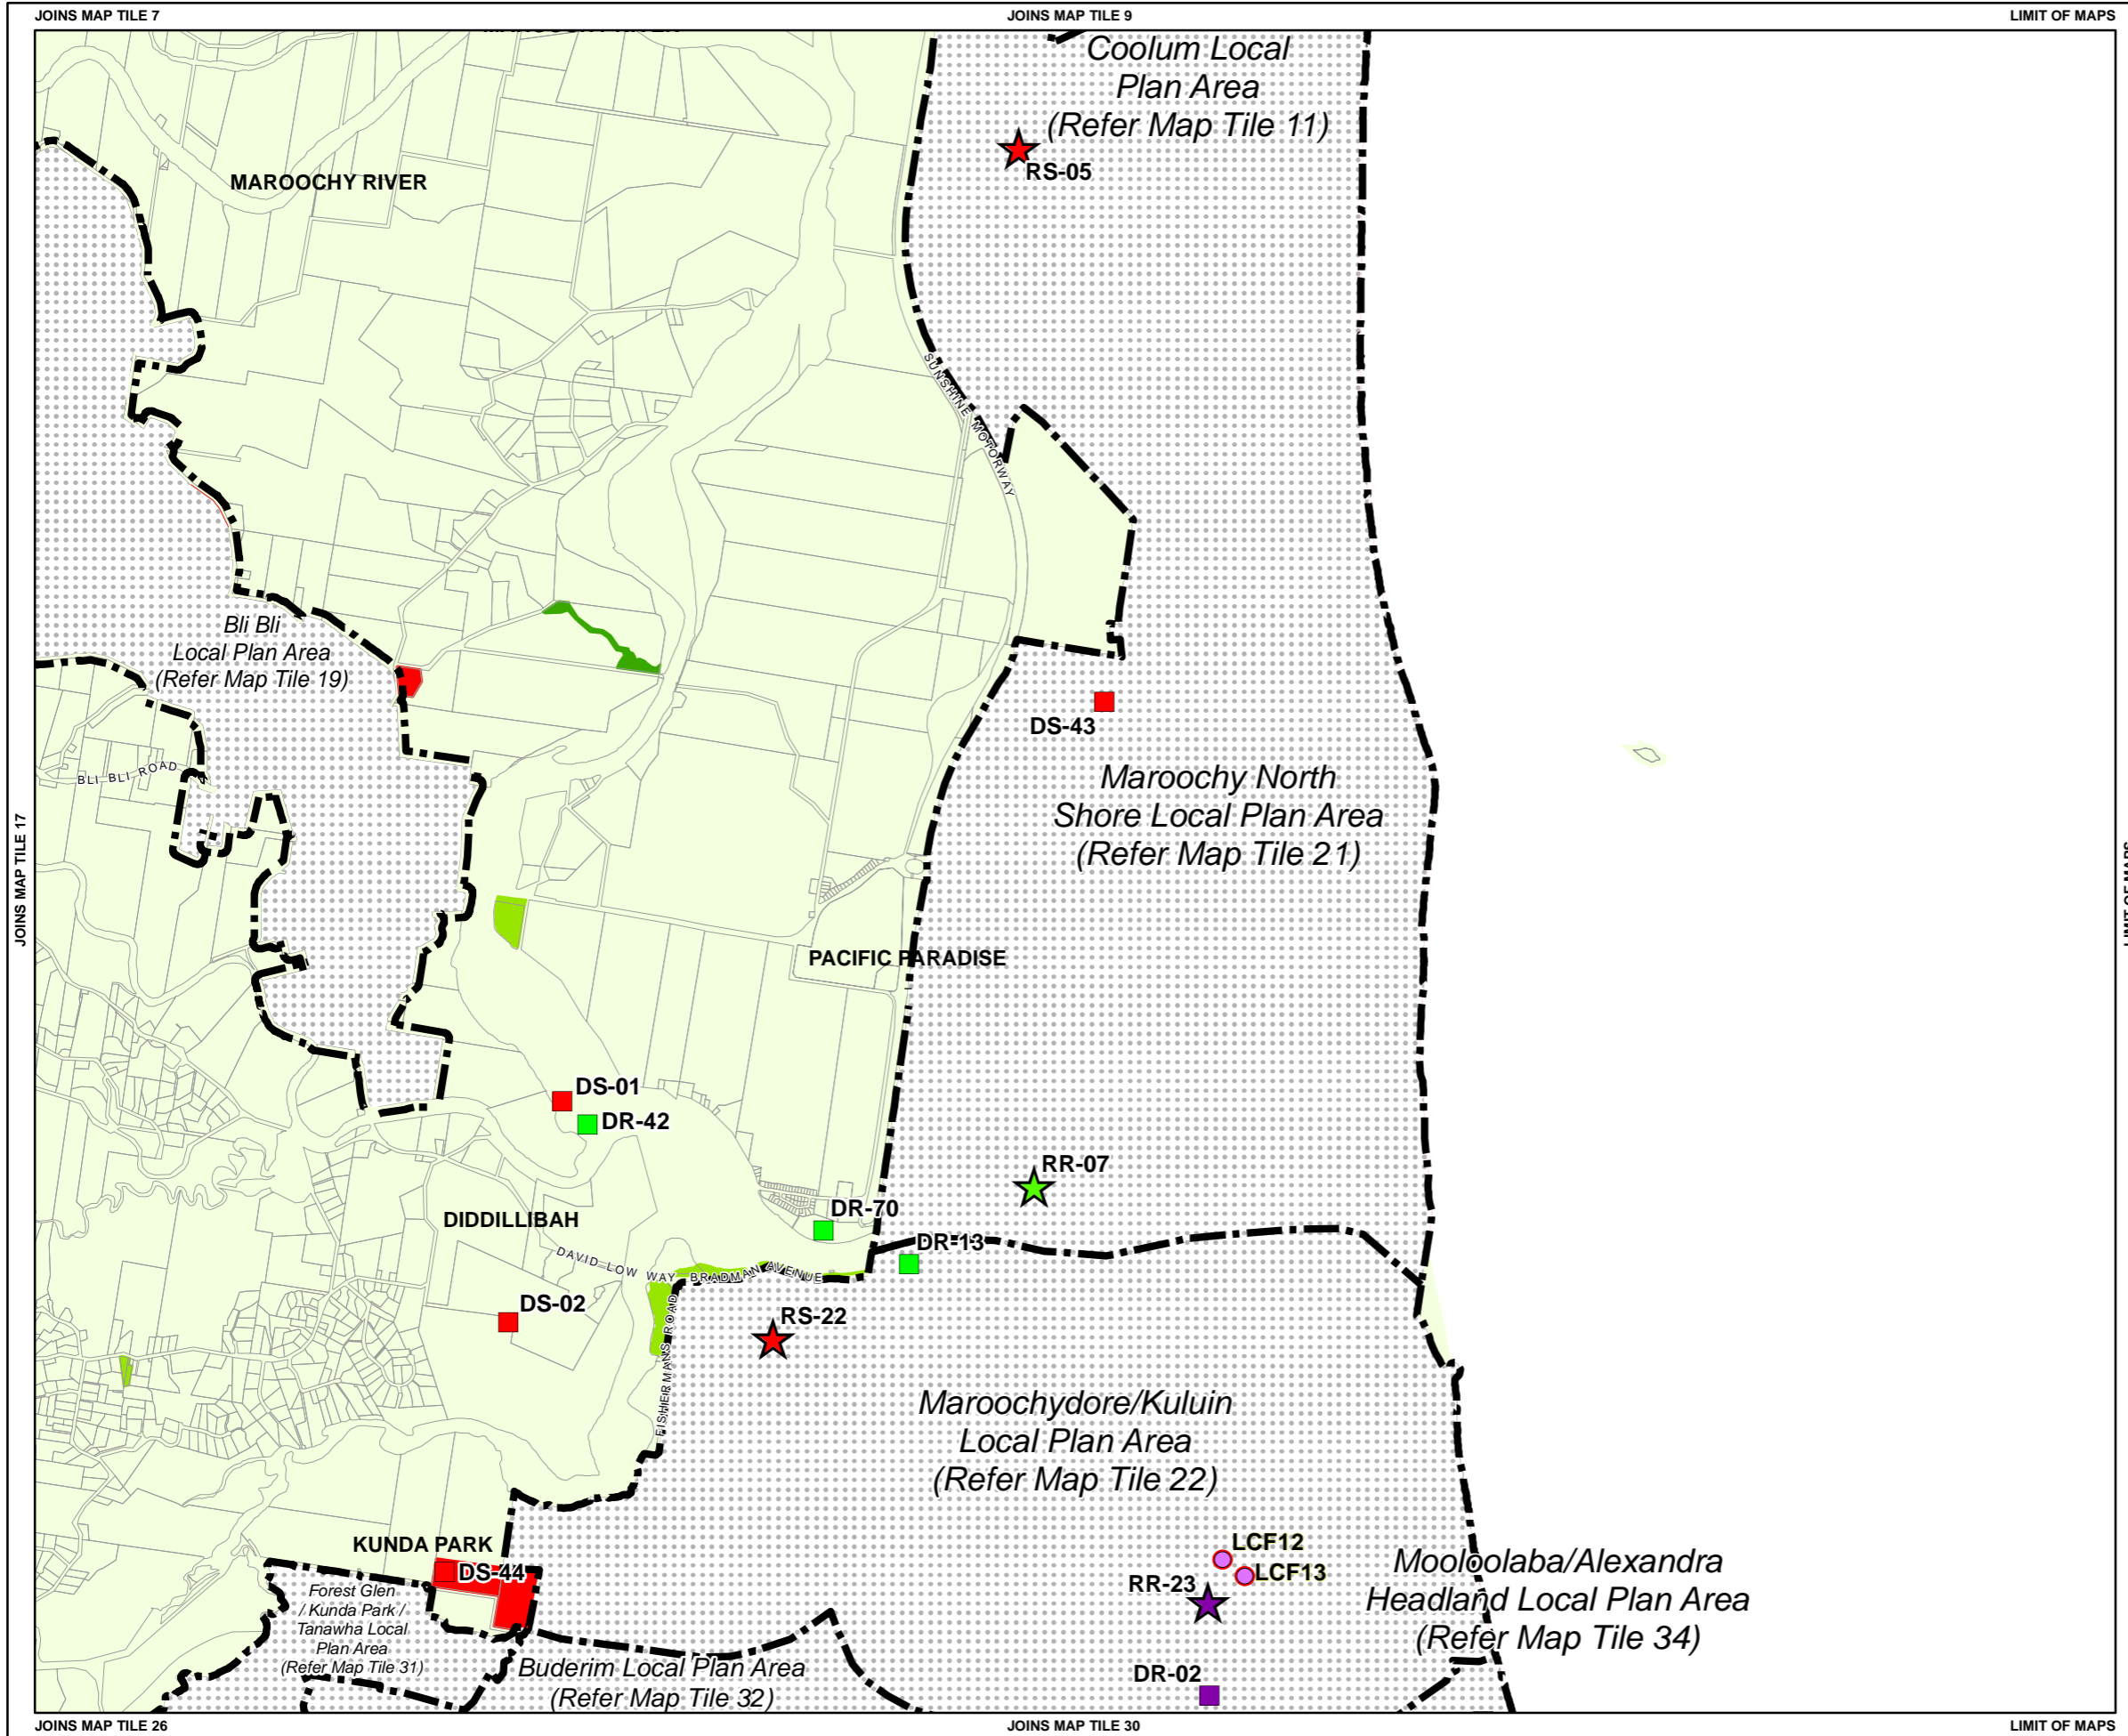 JOINS MAP TILE 7
JOINS MAP TILE 9
LIMIT OF MAPS
MAROOCHY RIVER
Coolum Local
Plan Area
(Refer Map Tile 11)
RS-05
MAROOCHY RIVER
SUNSHINE MOTORWAY
Bli Bli
Local Plan Area
(Refer Map Tile 19)
DS-43
BLI BLI ROAD
Maroochy North
Shore Local Plan Area
(Refer Map Tile 21)
JOINS MAP TILE 17
LIMIT OF MAPS
PACIFIC PARADISE
DS-01
DR-42
RR-07
DR-70
DIDDILLIBAH
DR-13
DAVID LOW WAY
BRADMAN AVENUE
DS-02
RS-22
FISHERMANS ROAD
Maroochydore/Kuluin
Local Plan Area
(Refer Map Tile 22)
KUNDA PARK
DS-44
LCF12
LCF13
RR-23
Mooloolaba/Alexandra
Headland Local Plan Area
(Refer Map Tile 34)
Forest Glen
/ Kunda Park /
Tanawha Local
Plan Area
(Refer Map Tile 31)
Buderim Local Plan Area
(Refer Map Tile 32)
DR-02
JOINS MAP TILE 26
JOINS MAP TILE 30
LIMIT OF MAPS